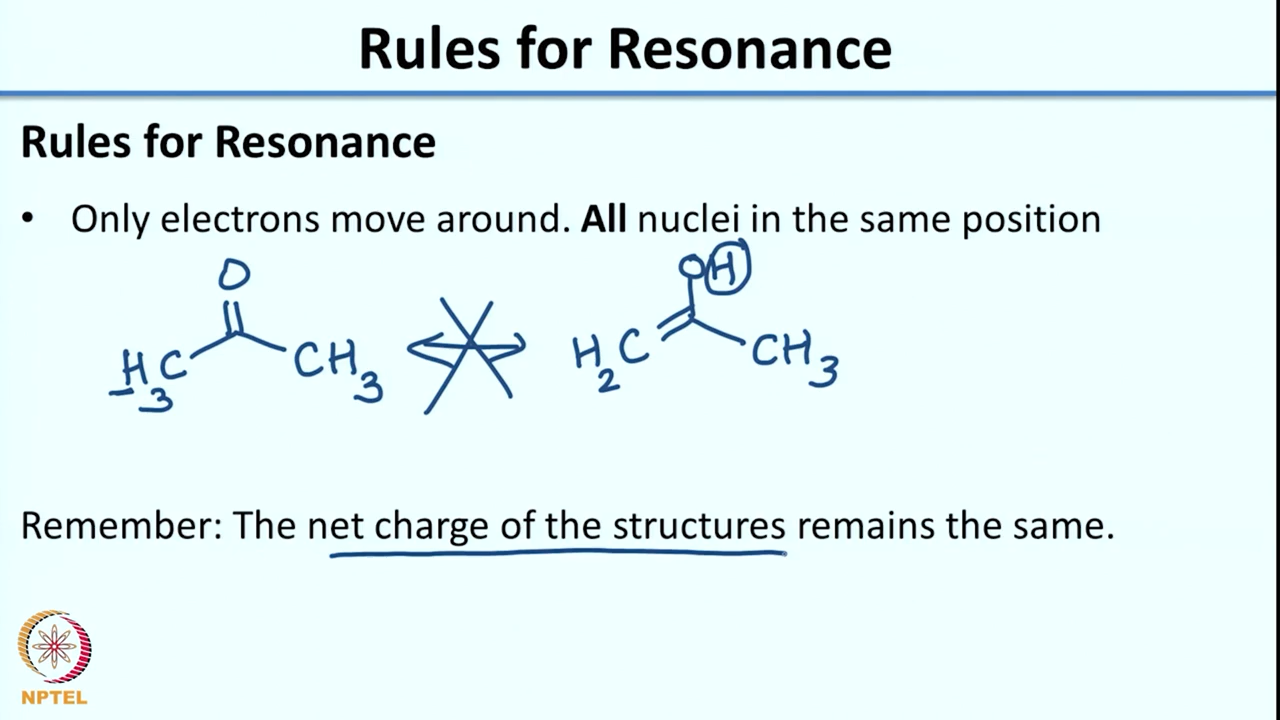 Rules for Resonance
Rules for Resonance
• Only electrons move around. All nuclei in the same position
O OH
H3C CH3 H2C CH3
Remember: The net charge of the structures remains the same.
NPTEL